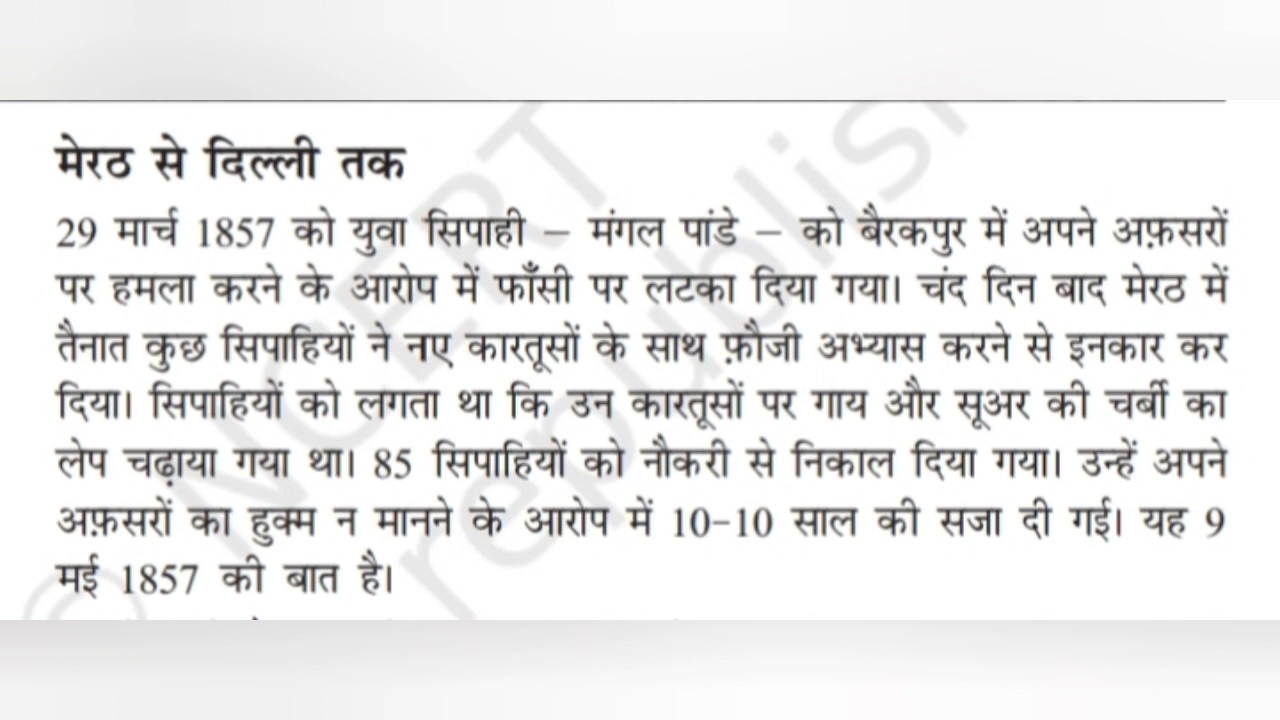 मेरठ से दिल्ली तक
29 मार्च 1857 को युवा सिपाही – मंगल पांडे – को बैरकपुर में अपने अफ़सरों
पर हमला करने के आरोप में फाँसी पर लटका दिया गया। चंद दिन बाद मेरठ में
तैनात कुछ सिपाहियों ने नए कारतूसों के साथ फ़ौजी अभ्यास करने से इनकार कर
दिया। सिपाहियों को लगता था कि उन कारतूसों पर गाय और सूअर की चर्बी का
लेप चढ़ाया गया था। 85 सिपाहियों को नौकरी से निकाल दिया गया। उन्हें अपने
अफ़सरों का हुक्म न मानने के आरोप में 10-10 साल की सजा दी गई। यह 9
मई 1857 की बात है।
© NCERT
republish